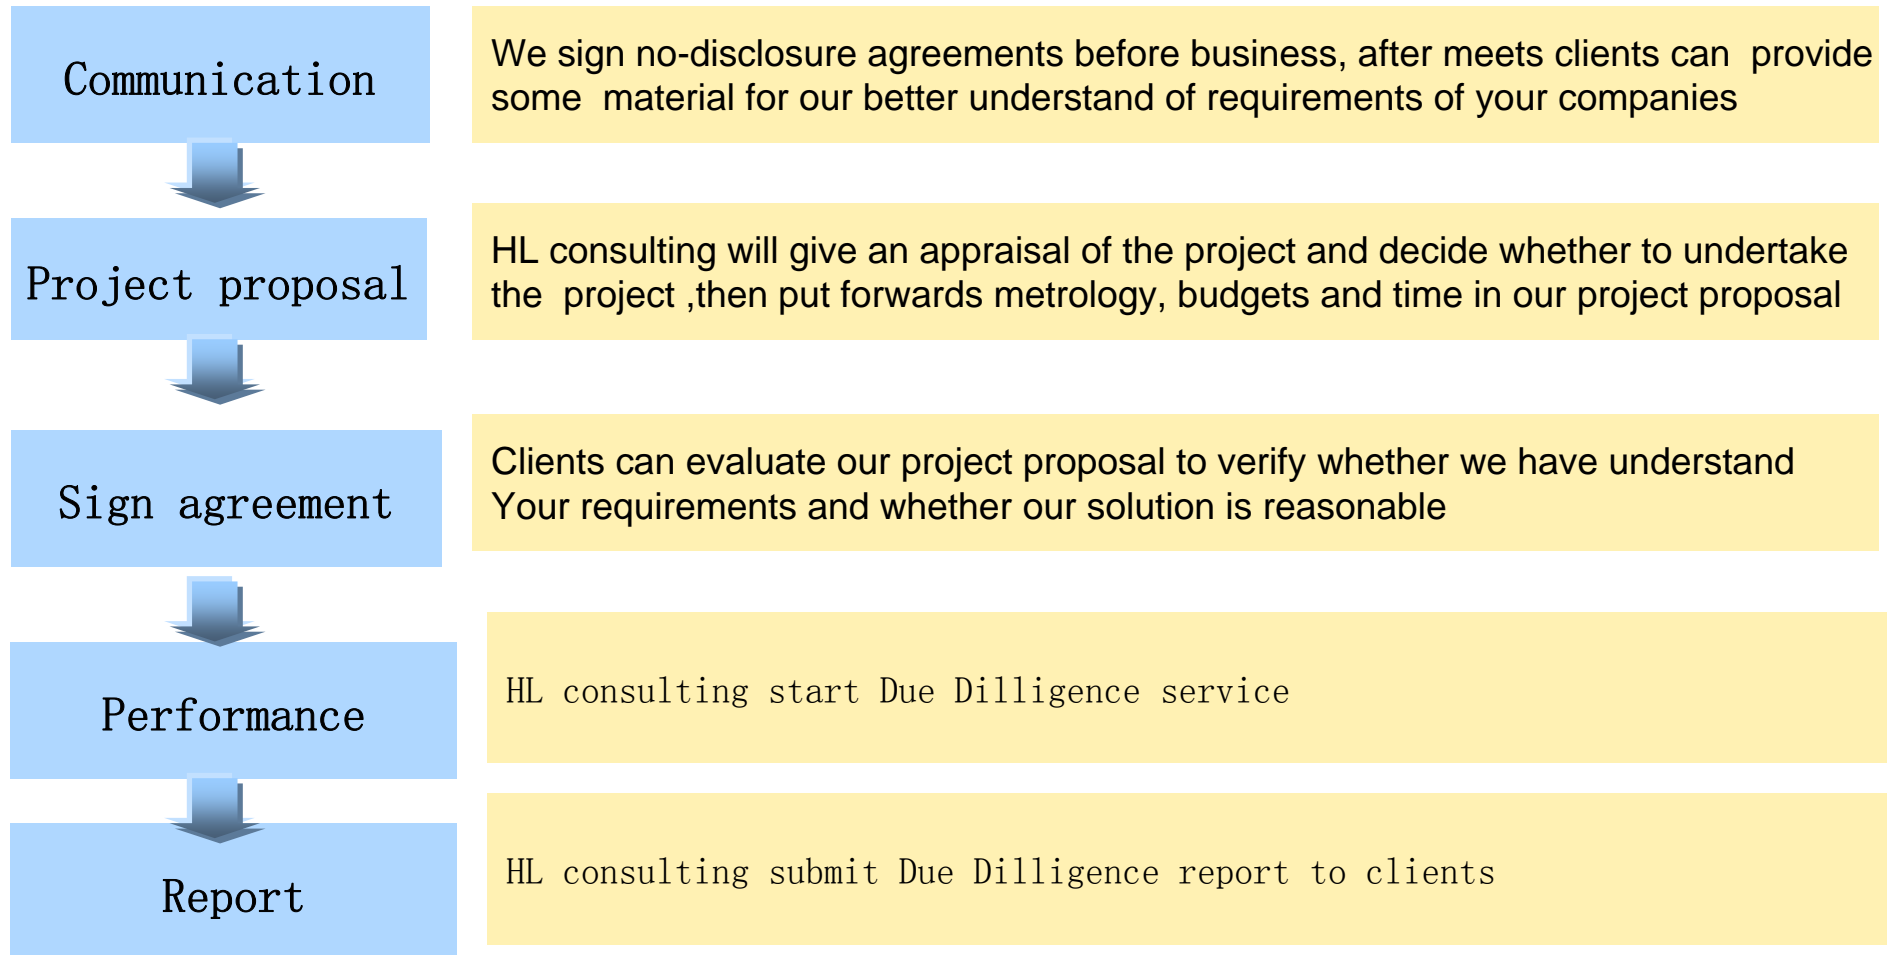 Communication
We sign no-disclosure agreements before business, after meets clients can  provide
some  material for our better understand of requirements of your companies
Project proposal
HL consulting will give an appraisal of the project and decide whether to undertake
the  project ,then put forwards metrology, budgets and time in our project proposal
Sign agreement
Clients can evaluate our project proposal to verify whether we have understand
Your requirements and whether our solution is reasonable
Performance
HL consulting start Due Dilligence service
Report
HL consulting submit Due Dilligence report to clients